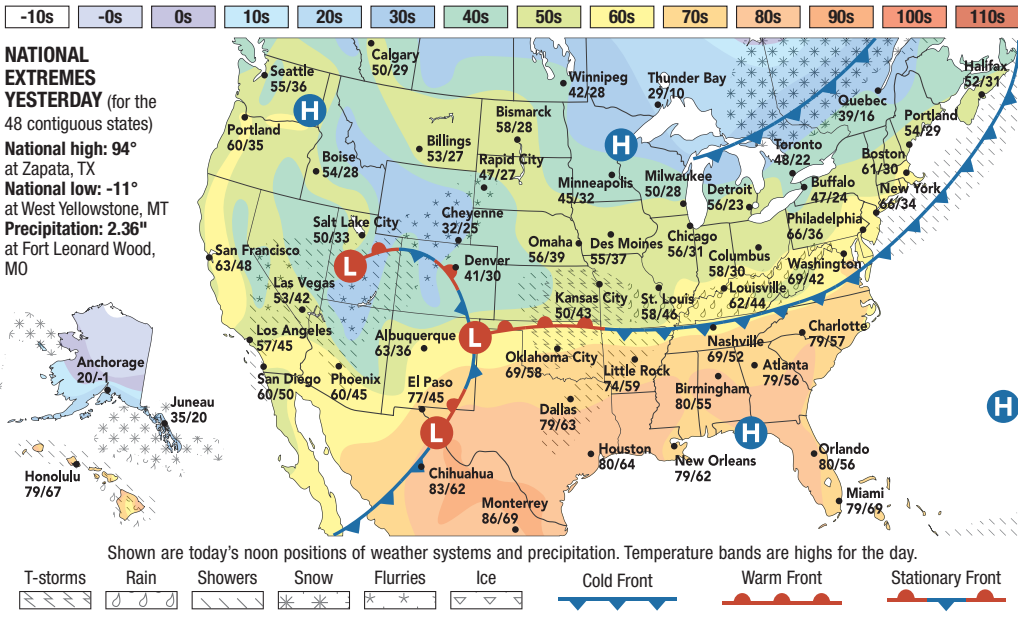 -10s -0s 0s 10s 20s 30s 40s 50s 60s 70s 80s 90s 100s 110s
NATIONAL
EXTREMES
YESTERDAY (for the
48 contiguous states)
National high: 94°
at Zapata, TX
National low: -11°
at West Yellowstone, MT
Precipitation: 2.36"
at Fort Leonard Wood,
MO
Calgary
50/29
Seattle
55/36
Winnipeg
42/28
Thunder Bay
29/10
Halifax
52/31
Quebec
39/16
H
Portland
60/35
Bismarck
58/28
Portland
54/29
Billings
53/27
H
Toronto
48/22
Boston
61/30
Boise
54/28
Rapid City
47/27
Minneapolis
45/32
Milwaukee
50/28
Detroit
56/23
Buffalo
47/24
New York
66/34
Salt Lake City
50/33
Cheyenne
32/25
Philadelphia
66/36
San Francisco
63/48
Omaha
56/39
Des Moines
55/37
Chicago
56/31
Columbus
58/30
Washington
69/42
L
Denver
41/30
Las Vegas
53/42
Kansas City
50/43
St. Louis
58/46
Louisville
62/44
Los Angeles
57/45
Albuquerque
63/36
L
Charlotte
79/57
Nashville
69/52
Oklahoma City
69/58
Little Rock
74/59
Atlanta
79/56
Anchorage
20/-1
San Diego
60/50
Phoenix
60/45
El Paso
77/45
Birmingham
80/55
Juneau
35/20
Dallas
79/63
L
H
H
Honolulu
79/67
Houston
80/64
New Orleans
79/62
Orlando
80/56
Chihuahua
83/62
Miami
79/69
Monterrey
86/69
Shown are today's noon positions of weather systems and precipitation. Temperature bands are highs for the day.
T-storms Rain Showers Snow Flurries Ice Cold Front Warm Front Stationary Front